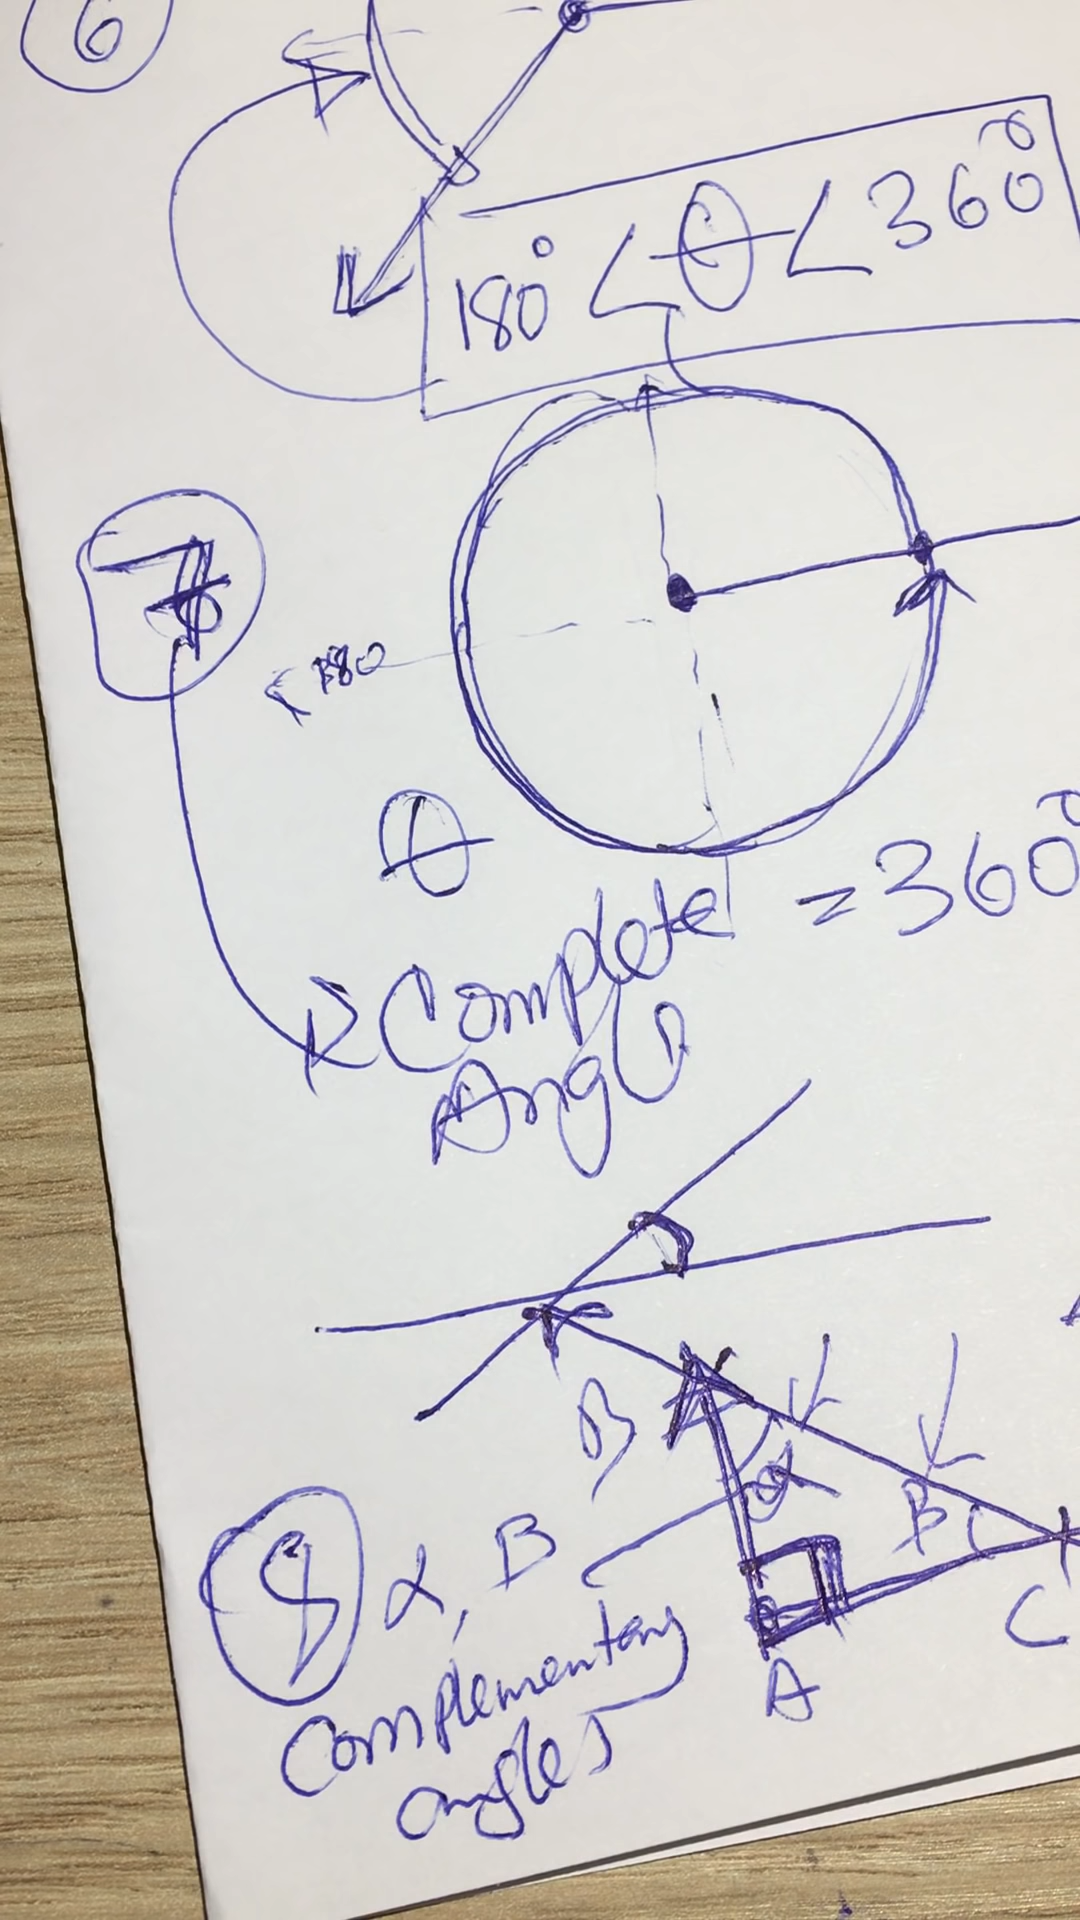 6
180° < θ < 360°
7
180
θ = 360°
Complete
Angle
B
α
B
C
A
8
α, B
Complementary
angles